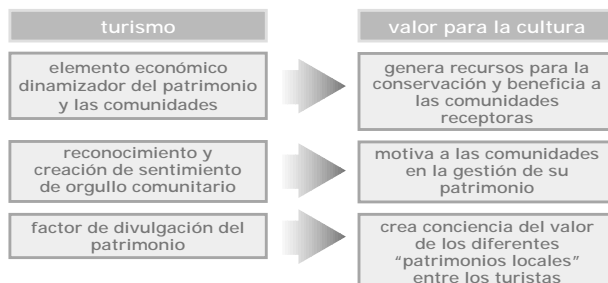 turismo
valor para la cultura
elemento económico
dinamizador del patrimonio
y las comunidades
genera recursos para la
conservación y beneficia a
las comunidades
receptoras
reconocimiento y
creación de sentimiento
de orgullo comunitario
motiva a las comunidades
en la gestión de su
patrimonio
factor de divulgación del
patrimonio
crea conciencia del valor
de los diferentes
“patrimonios locales”
entre los turistas